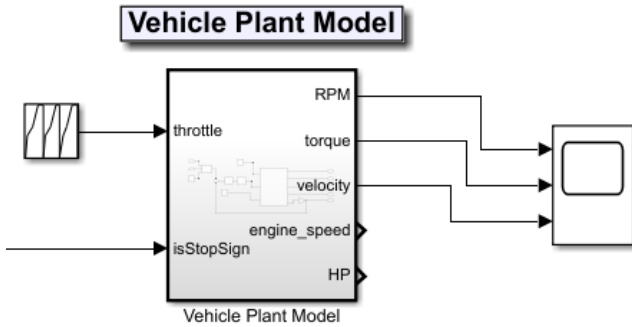 Vehicle Plant Model
RPM
throttle
torque
velocity
engine_speed
isStopSign
HP
Vehicle Plant Model